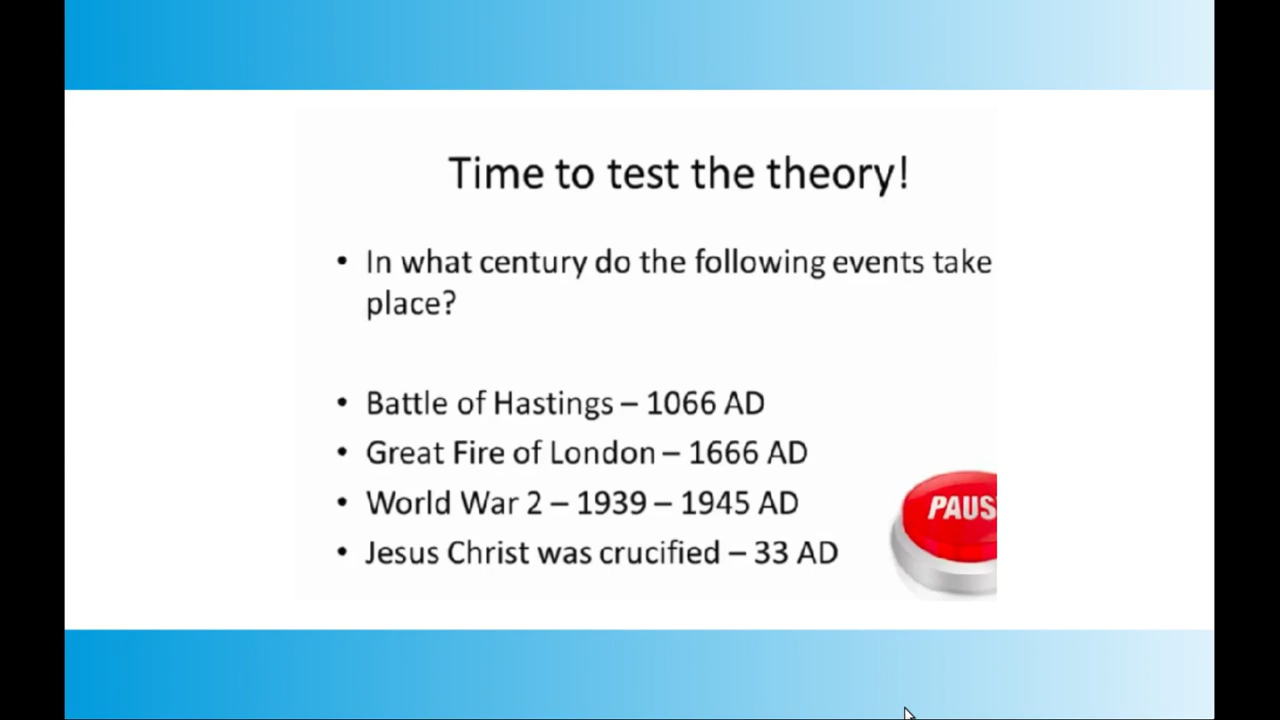 Time to test the theory!
• In what century do the following events take
place?
• Battle of Hastings – 1066 AD
• Great Fire of London – 1666 AD
• World War 2 – 1939 – 1945 AD
• Jesus Christ was crucified – 33 AD
PAUS